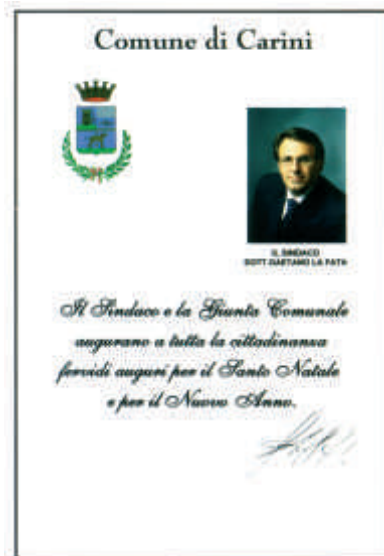 Comune di Carini
IL SINDACO
DOTT. GAETANO LA FATA
Il Sindaco e la Giunta Comunale
augurano a tutta la cittadinanza
fervidi auguri per il Santo Natale
e per il Nuovo Anno.